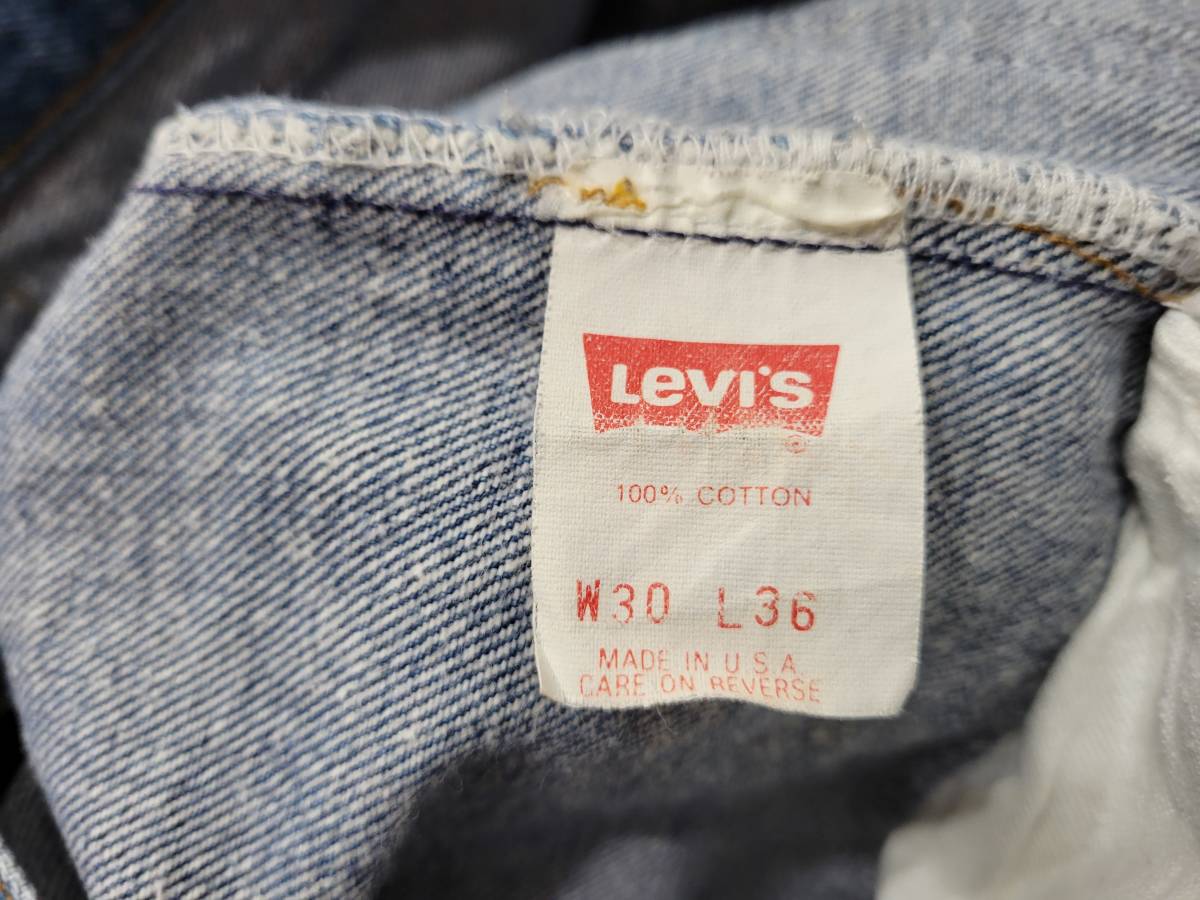 Levi's
®
100% COTTON
W30 L36
MADE IN U S A
CARE ON REVERSE